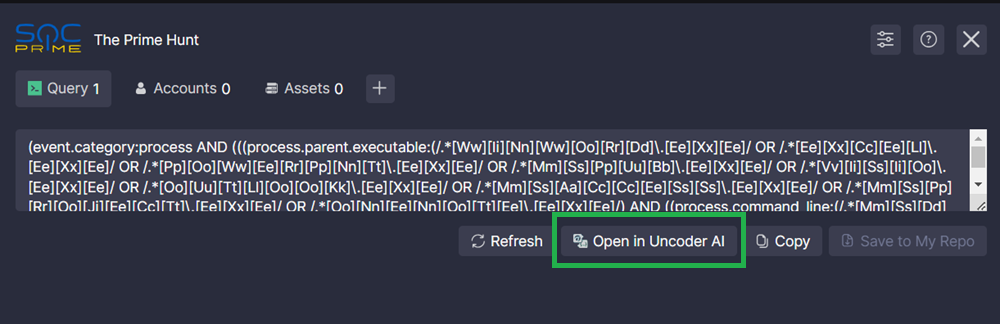 SOC PRIME
The Prime Hunt
Query 1 Accounts 0 Assets 0 +
(event.category:process AND (((process.parent.executable:(/.*[Ww][Ii][Nn][Ww][Oo][Rr][Dd]\.[Ee][Xx][Ee]/ OR /.*[Ee][Xx][Cc][Ee][Ll]\.
[Ee][Xx][Ee]/ OR /.*[Pp][Oo][Ww][Ee][Rr][Pp][Nn][Tt]\.[Ee][Xx][Ee]/ OR /.*[Mm][Ss][Pp][Uu][Bb]\.[Ee][Xx][Ee]/ OR /.*[Vv][Ii][Ss][Ii][Oo]\.
[Ee][Xx][Ee]/ OR /.*[Oo][Uu][Tt][Ll][Oo][Oo][Kk]\.[Ee][Xx][Ee]/ OR /.*[Mm][Ss][Aa][Cc][Cc][Ee][Ss][Ss]\.[Ee][Xx][Ee]/ OR /.*[Mm][Ss][Pp]
[Rr][Oo][Jj][Ee][Cc][Tt]\.[Ee][Xx][Ee]/ OR /.*[Oo][Nn][Ee][Nn][Oo][Tt][Ee]\.[Ee][Xx][Ee]/) AND ((process.command_line:(/.*[Mm][Ss][Dd]
Refresh Open in Uncoder AI Copy Save to My Repo